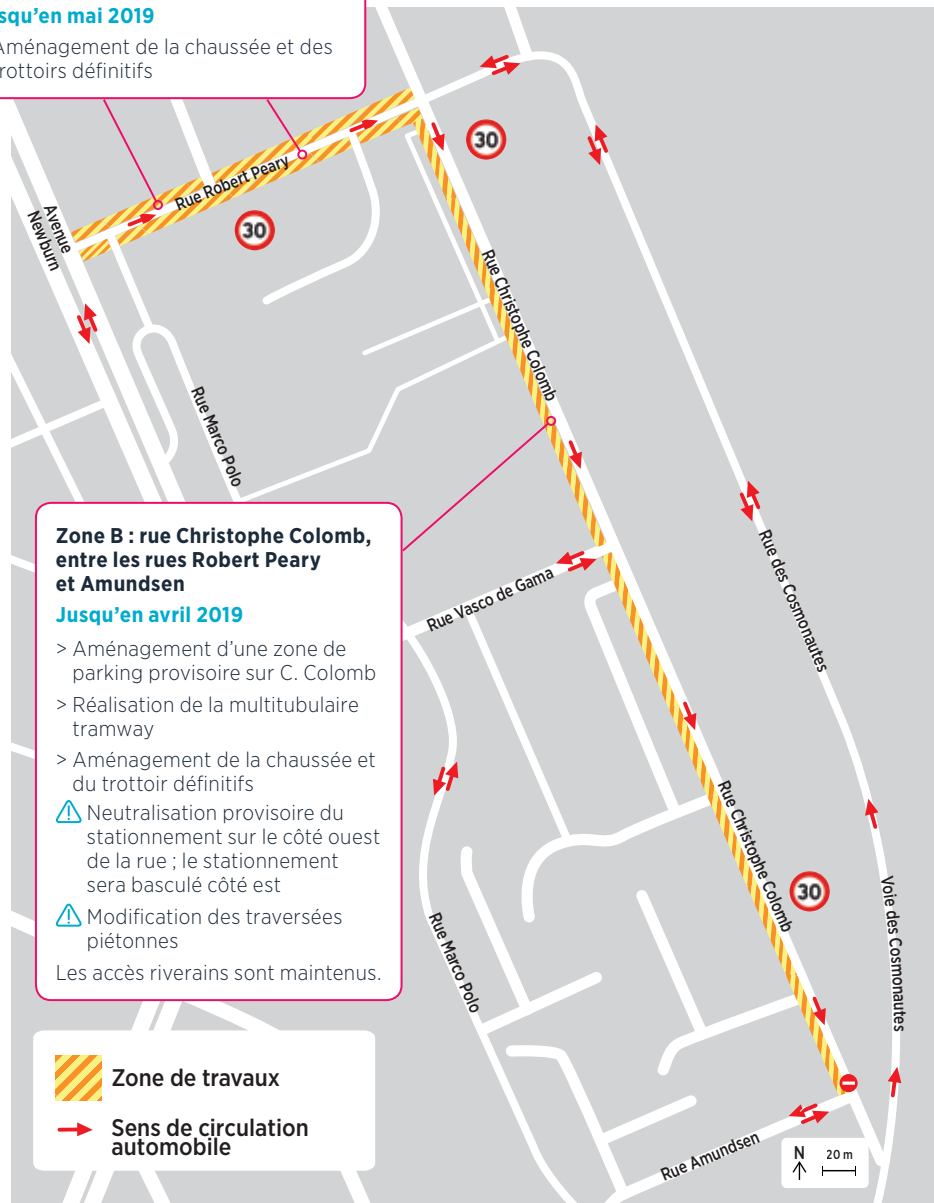 jusqu'en mai 2019
Aménagement de la chaussée et des
trottoirs définitifs
30
Rue Robert Peary
30
Avenue
Newburn
Rue Christophe Colomb
Rue Marco Polo
Zone B : rue Christophe Colomb,
entre les rues Robert Peary
et Amundsen
Jusqu'en avril 2019
> Aménagement d'une zone de
parking provisoire sur C. Colomb
> Réalisation de la multitubulaire
tramway
> Aménagement de la chaussée et
du trottoir définitifs
Neutralisation provisoire du
stationnement sur le côté ouest
de la rue ; le stationnement
sera basculé côté est
Modification des traversées
piétonnes
Les accès riverains sont maintenus.
Rue Vasco de Gama
Rue des Cosmonautes
Rue Christophe Colomb
30
Voie des Cosmonautes
Rue Marco Polo
Rue Amundsen
Zone de travaux
Sens de circulation
automobile
N
20 m